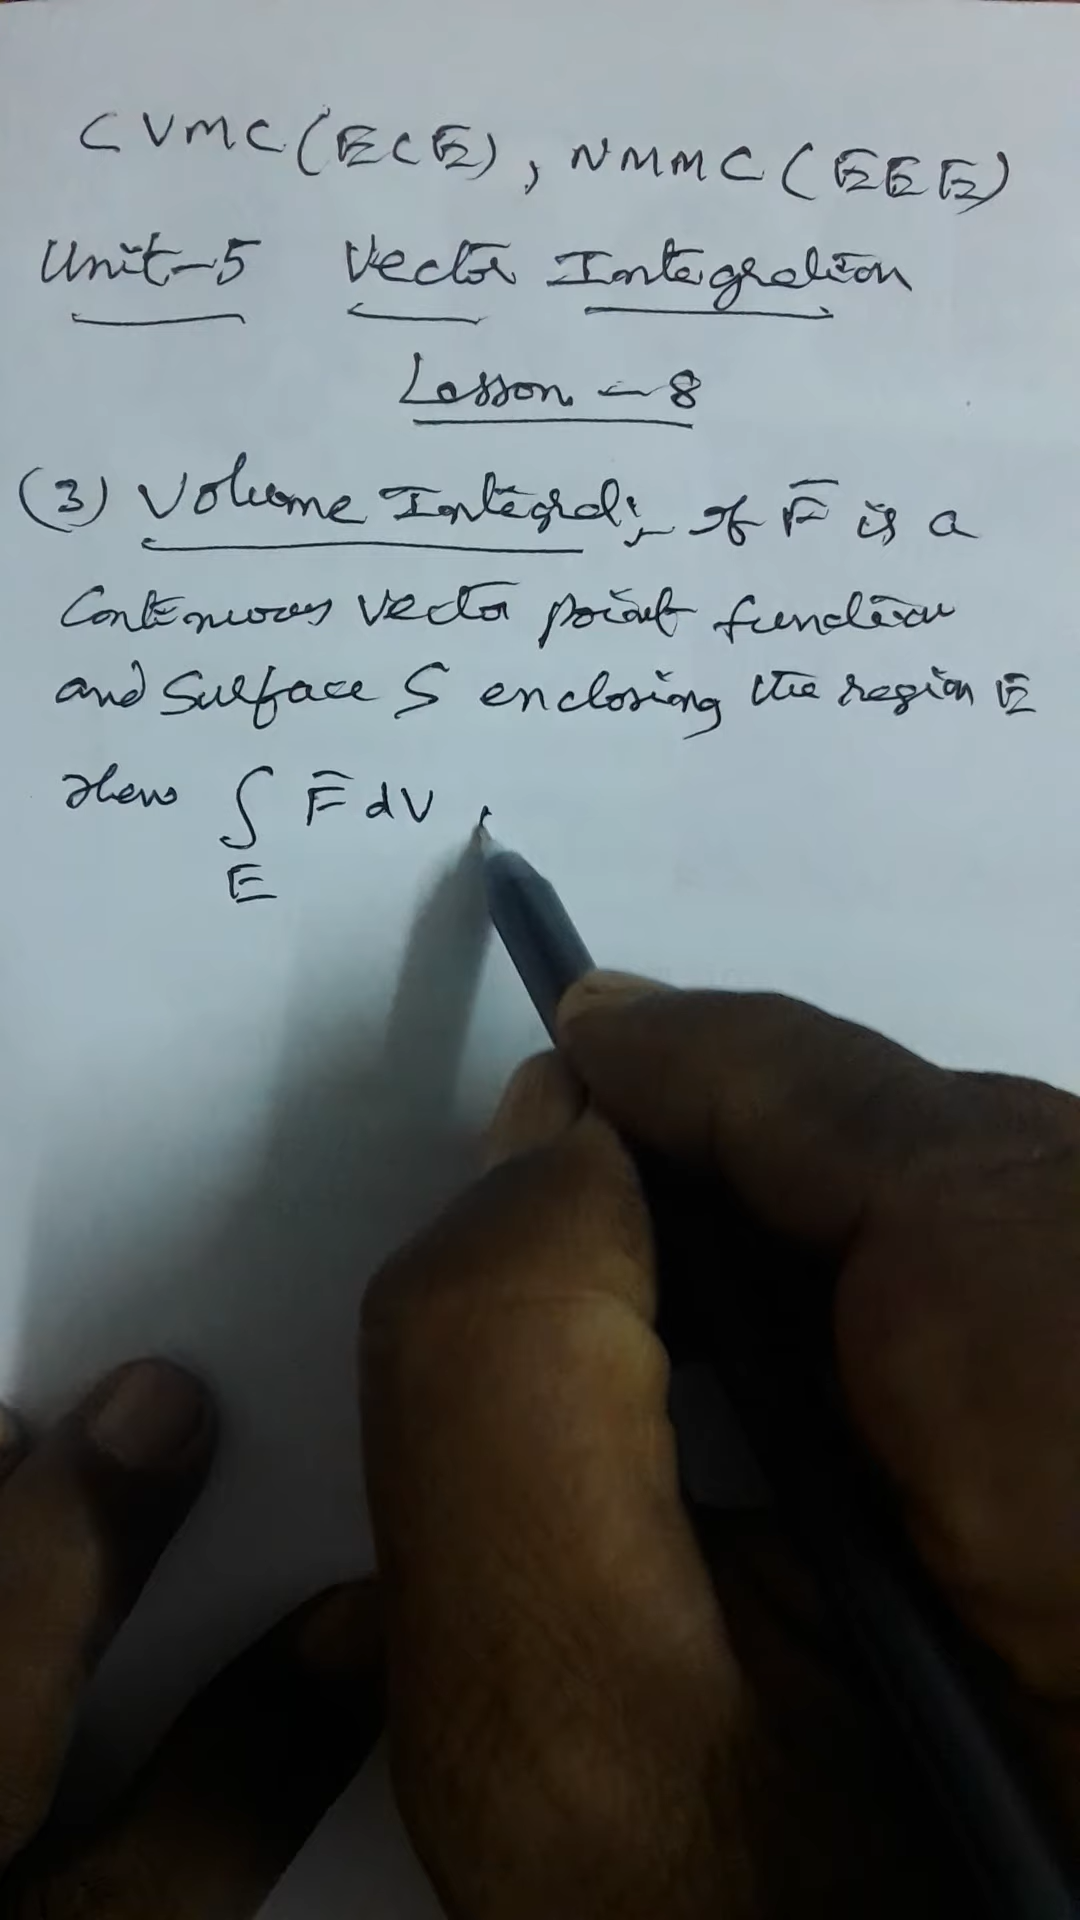 CVMC (ECE), NMMC (EEE)
Unit-5 Vector Integration
Lesson - 8
(3) Volume Integral:- If F̅ is a
Continuous vector point function
and surface S enclosing the region E
then ∫ F̅ dV
E